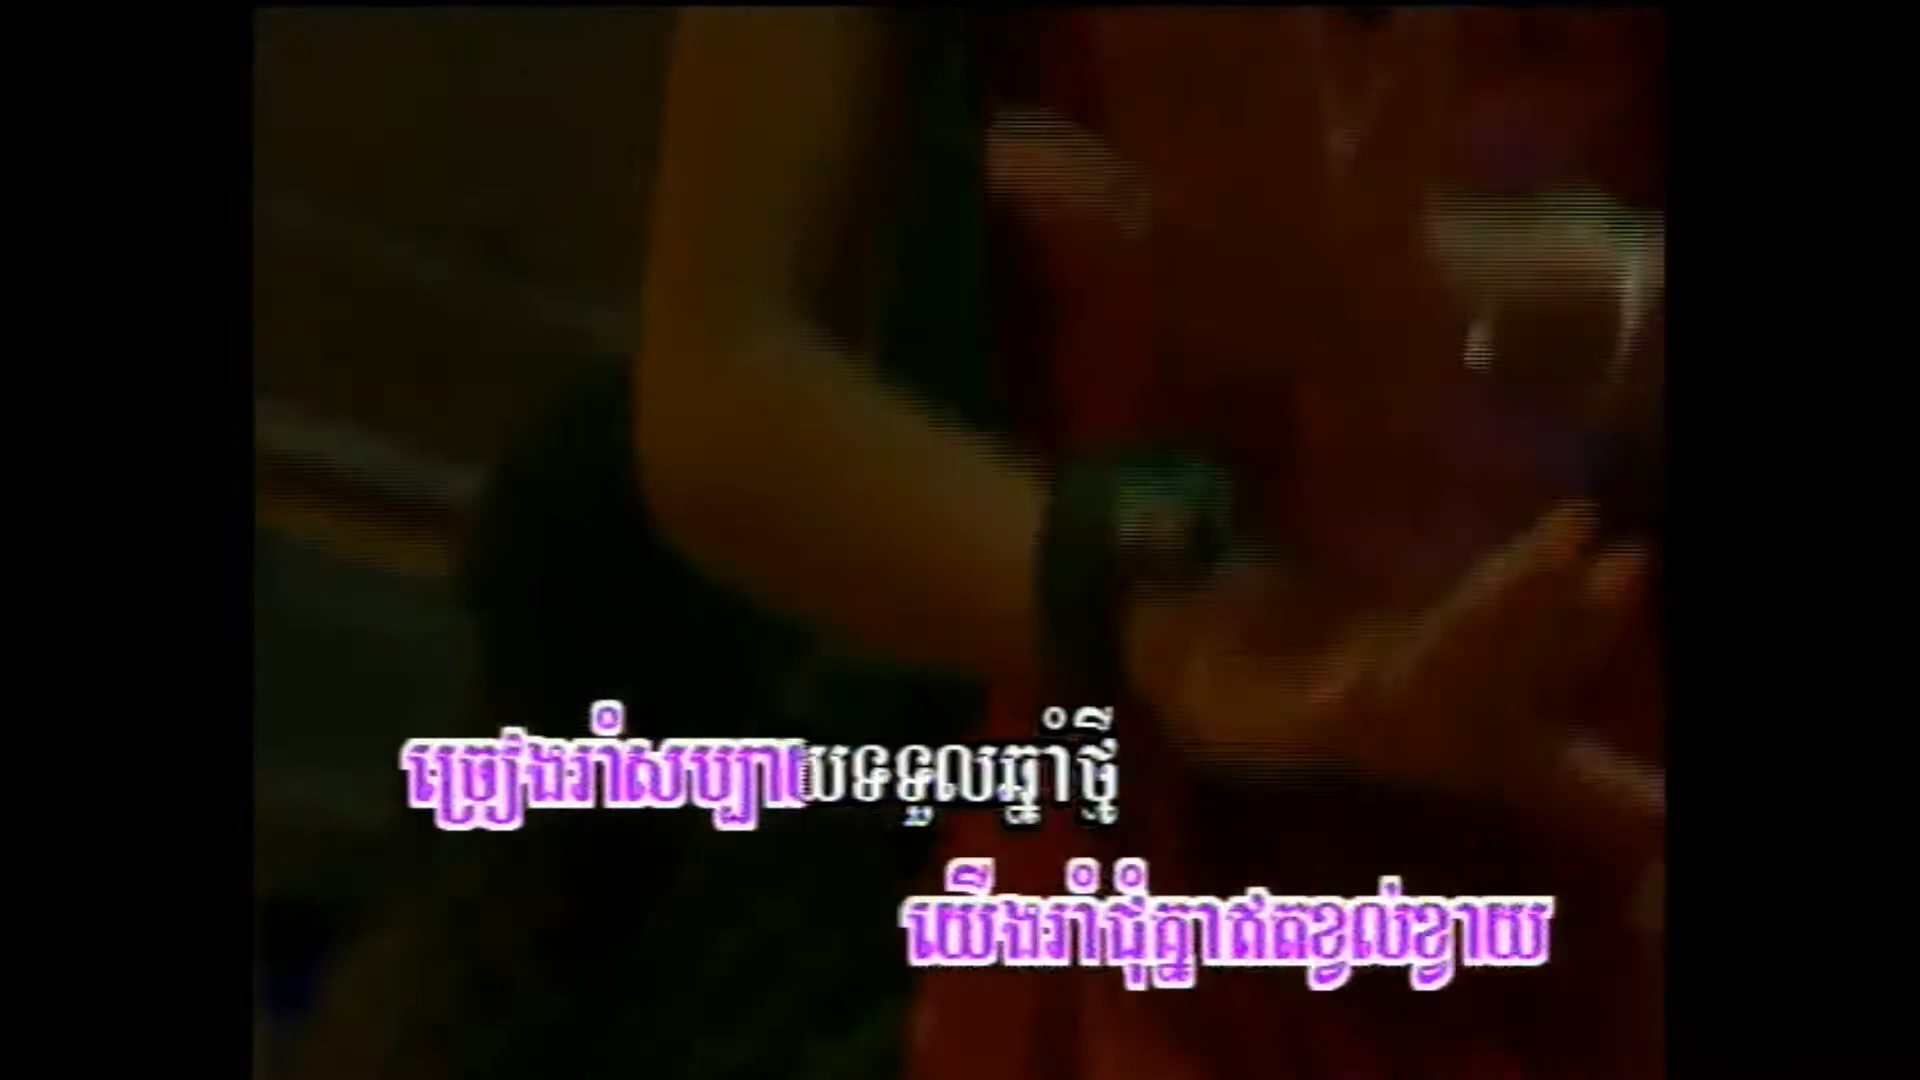 ច្រៀងរាំសប្បាយទទួលឆ្នាំថ្មី
យើងរាំជុំគ្នាឥតខ្វល់ខ្វាយ